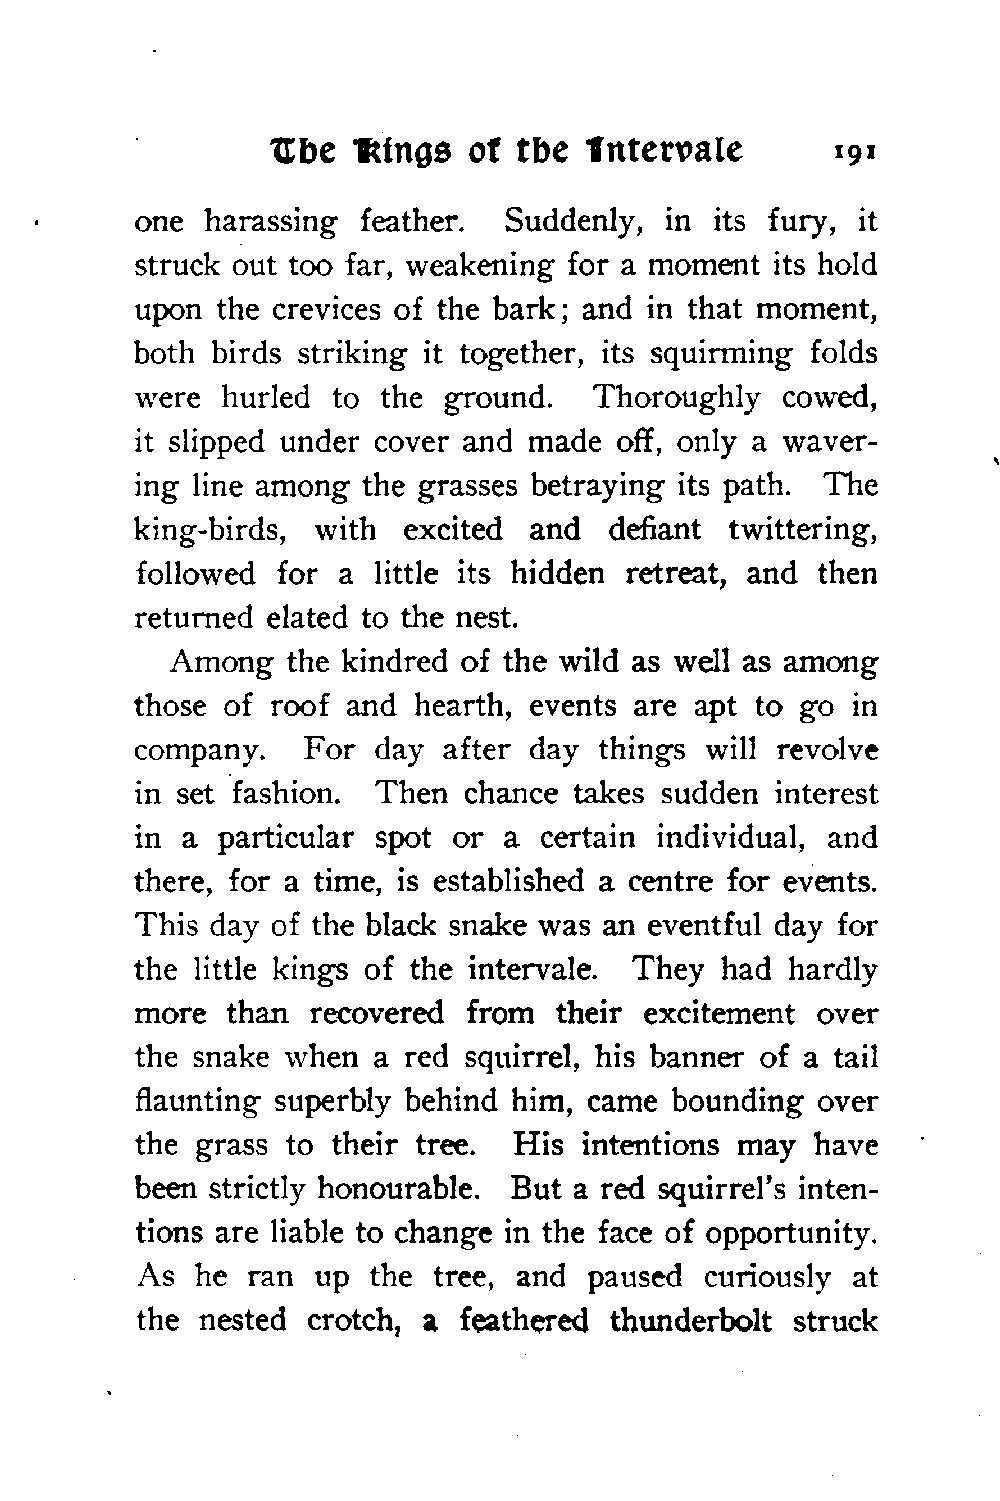 The Kings of the Intervale 191
one harassing feather. Suddenly, in its fury, it
struck out too far, weakening for a moment its hold
upon the crevices of the bark; and in that moment,
both birds striking it together, its squirming folds
were hurled to the ground. Thoroughly cowed,
it slipped under cover and made off, only a waver-
ing line among the grasses betraying its path. The
king-birds, with excited and defiant twittering,
followed for a little its hidden retreat, and then
returned elated to the nest.
Among the kindred of the wild as well as among
those of roof and hearth, events are apt to go in
company. For day after day things will revolve
in set fashion. Then chance takes sudden interest
in a particular spot or a certain individual, and
there, for a time, is established a centre for events.
This day of the black snake was an eventful day for
the little kings of the intervale. They had hardly
more than recovered from their excitement over
the snake when a red squirrel, his banner of a tail
flaunting superbly behind him, came bounding over
the grass to their tree. His intentions may have
been strictly honourable. But a red squirrel's inten-
tions are liable to change in the face of opportunity.
As he ran up the tree, and paused curiously at
the nested crotch, a feathered thunderbolt struck